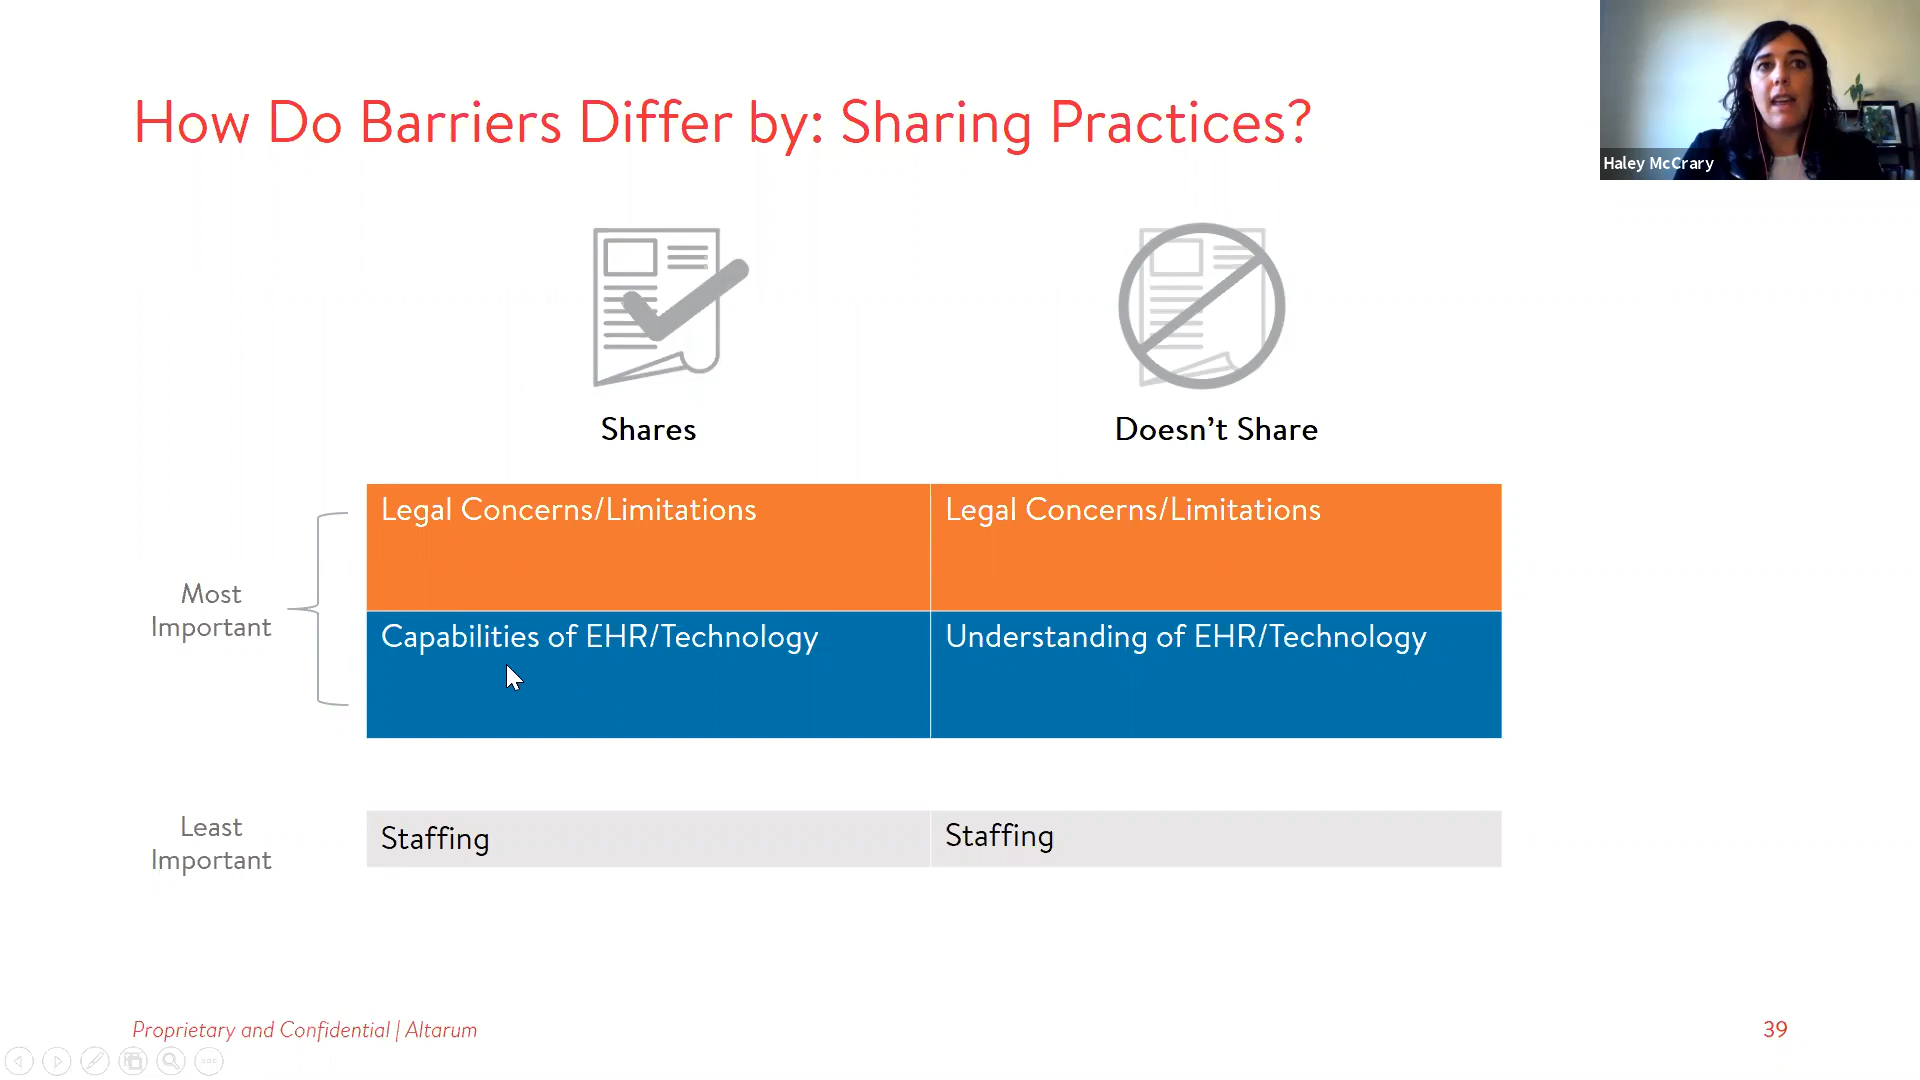 How Do Barriers Differ by: Sharing Practices?
Haley McCrary
Shares
Doesn't Share
Most
Important
Legal Concerns/Limitations
Legal Concerns/Limitations
Capabilities of EHR/Technology
Understanding of EHR/Technology
Least
Important
Staffing
Staffing
Proprietary and Confidential | Altarum
39